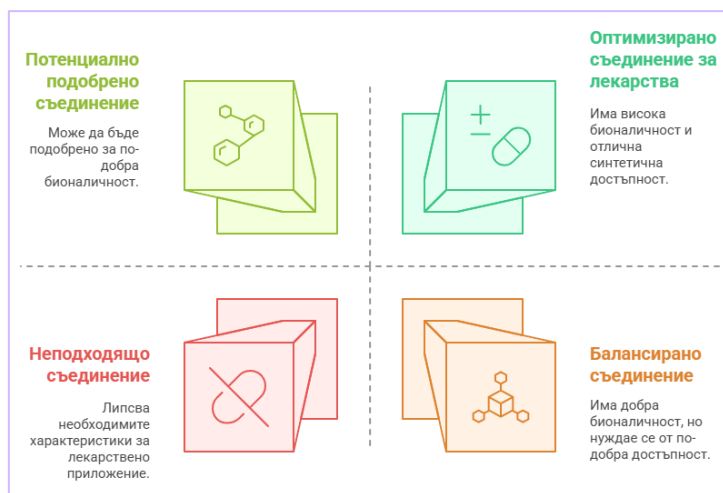 Потенциално
подобрено
съединение
Може да бъде
подобрено за по-
добра
бионаличност.
Оптимизирано
съединение за
лекарства
Има висока
бионаличност и
отлична
синтетична
достъпност.
Неподходящо
съединение
Липсва
необходимите
характеристики за
лекарствено
приложение.
Балансирано
съединение
Има добра
бионаличност, но
нуждае се от по-
добра достъпност.